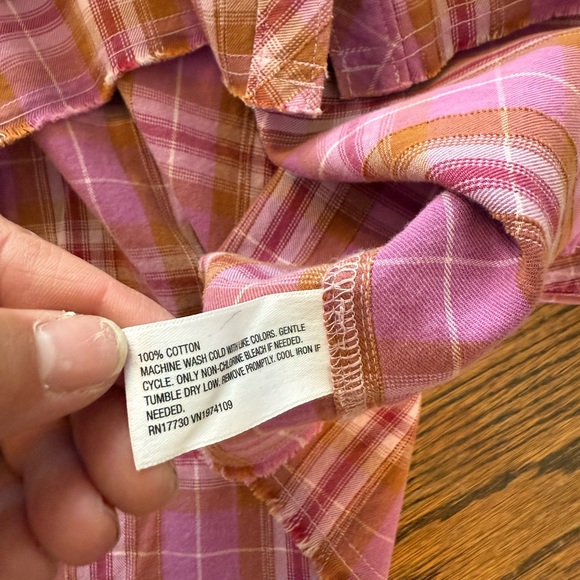 100% COTTON
MACHINE WASH COLD WITH LIKE COLORS. GENTLE
CYCLE. ONLY NON-CHLORINE BLEACH IF NEEDED.
TUMBLE DRY LOW. REMOVE PROMPTLY. COOL IRON IF
NEEDED.
RN17730 VN1974109